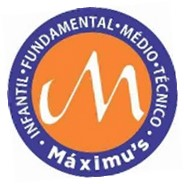 INFANTIL • FUNDAMENTAL • MÉDIO • TÉCNICO •
M
Máximu's